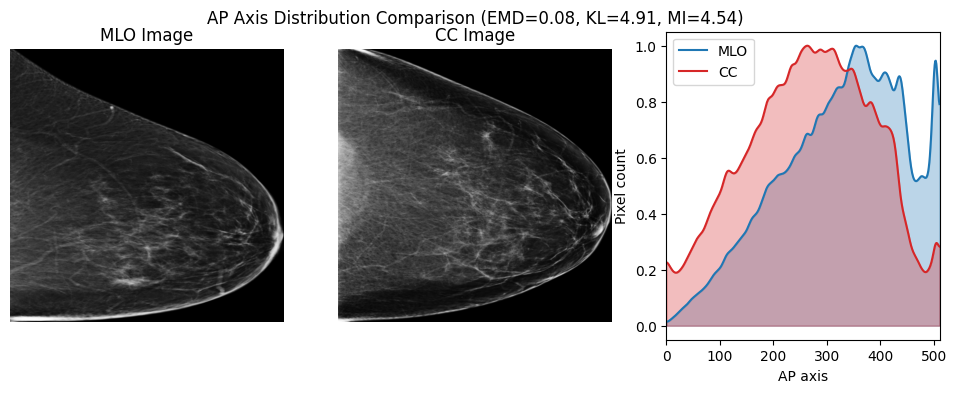 AP Axis Distribution Comparison (EMD=0.08, KL=4.91, MI=4.54)
MLO Image
CC Image
MLO
CC
Pixel count
1.0
0.8
0.6
0.4
0.2
0.0
0 100 200 300 400 500
AP axis